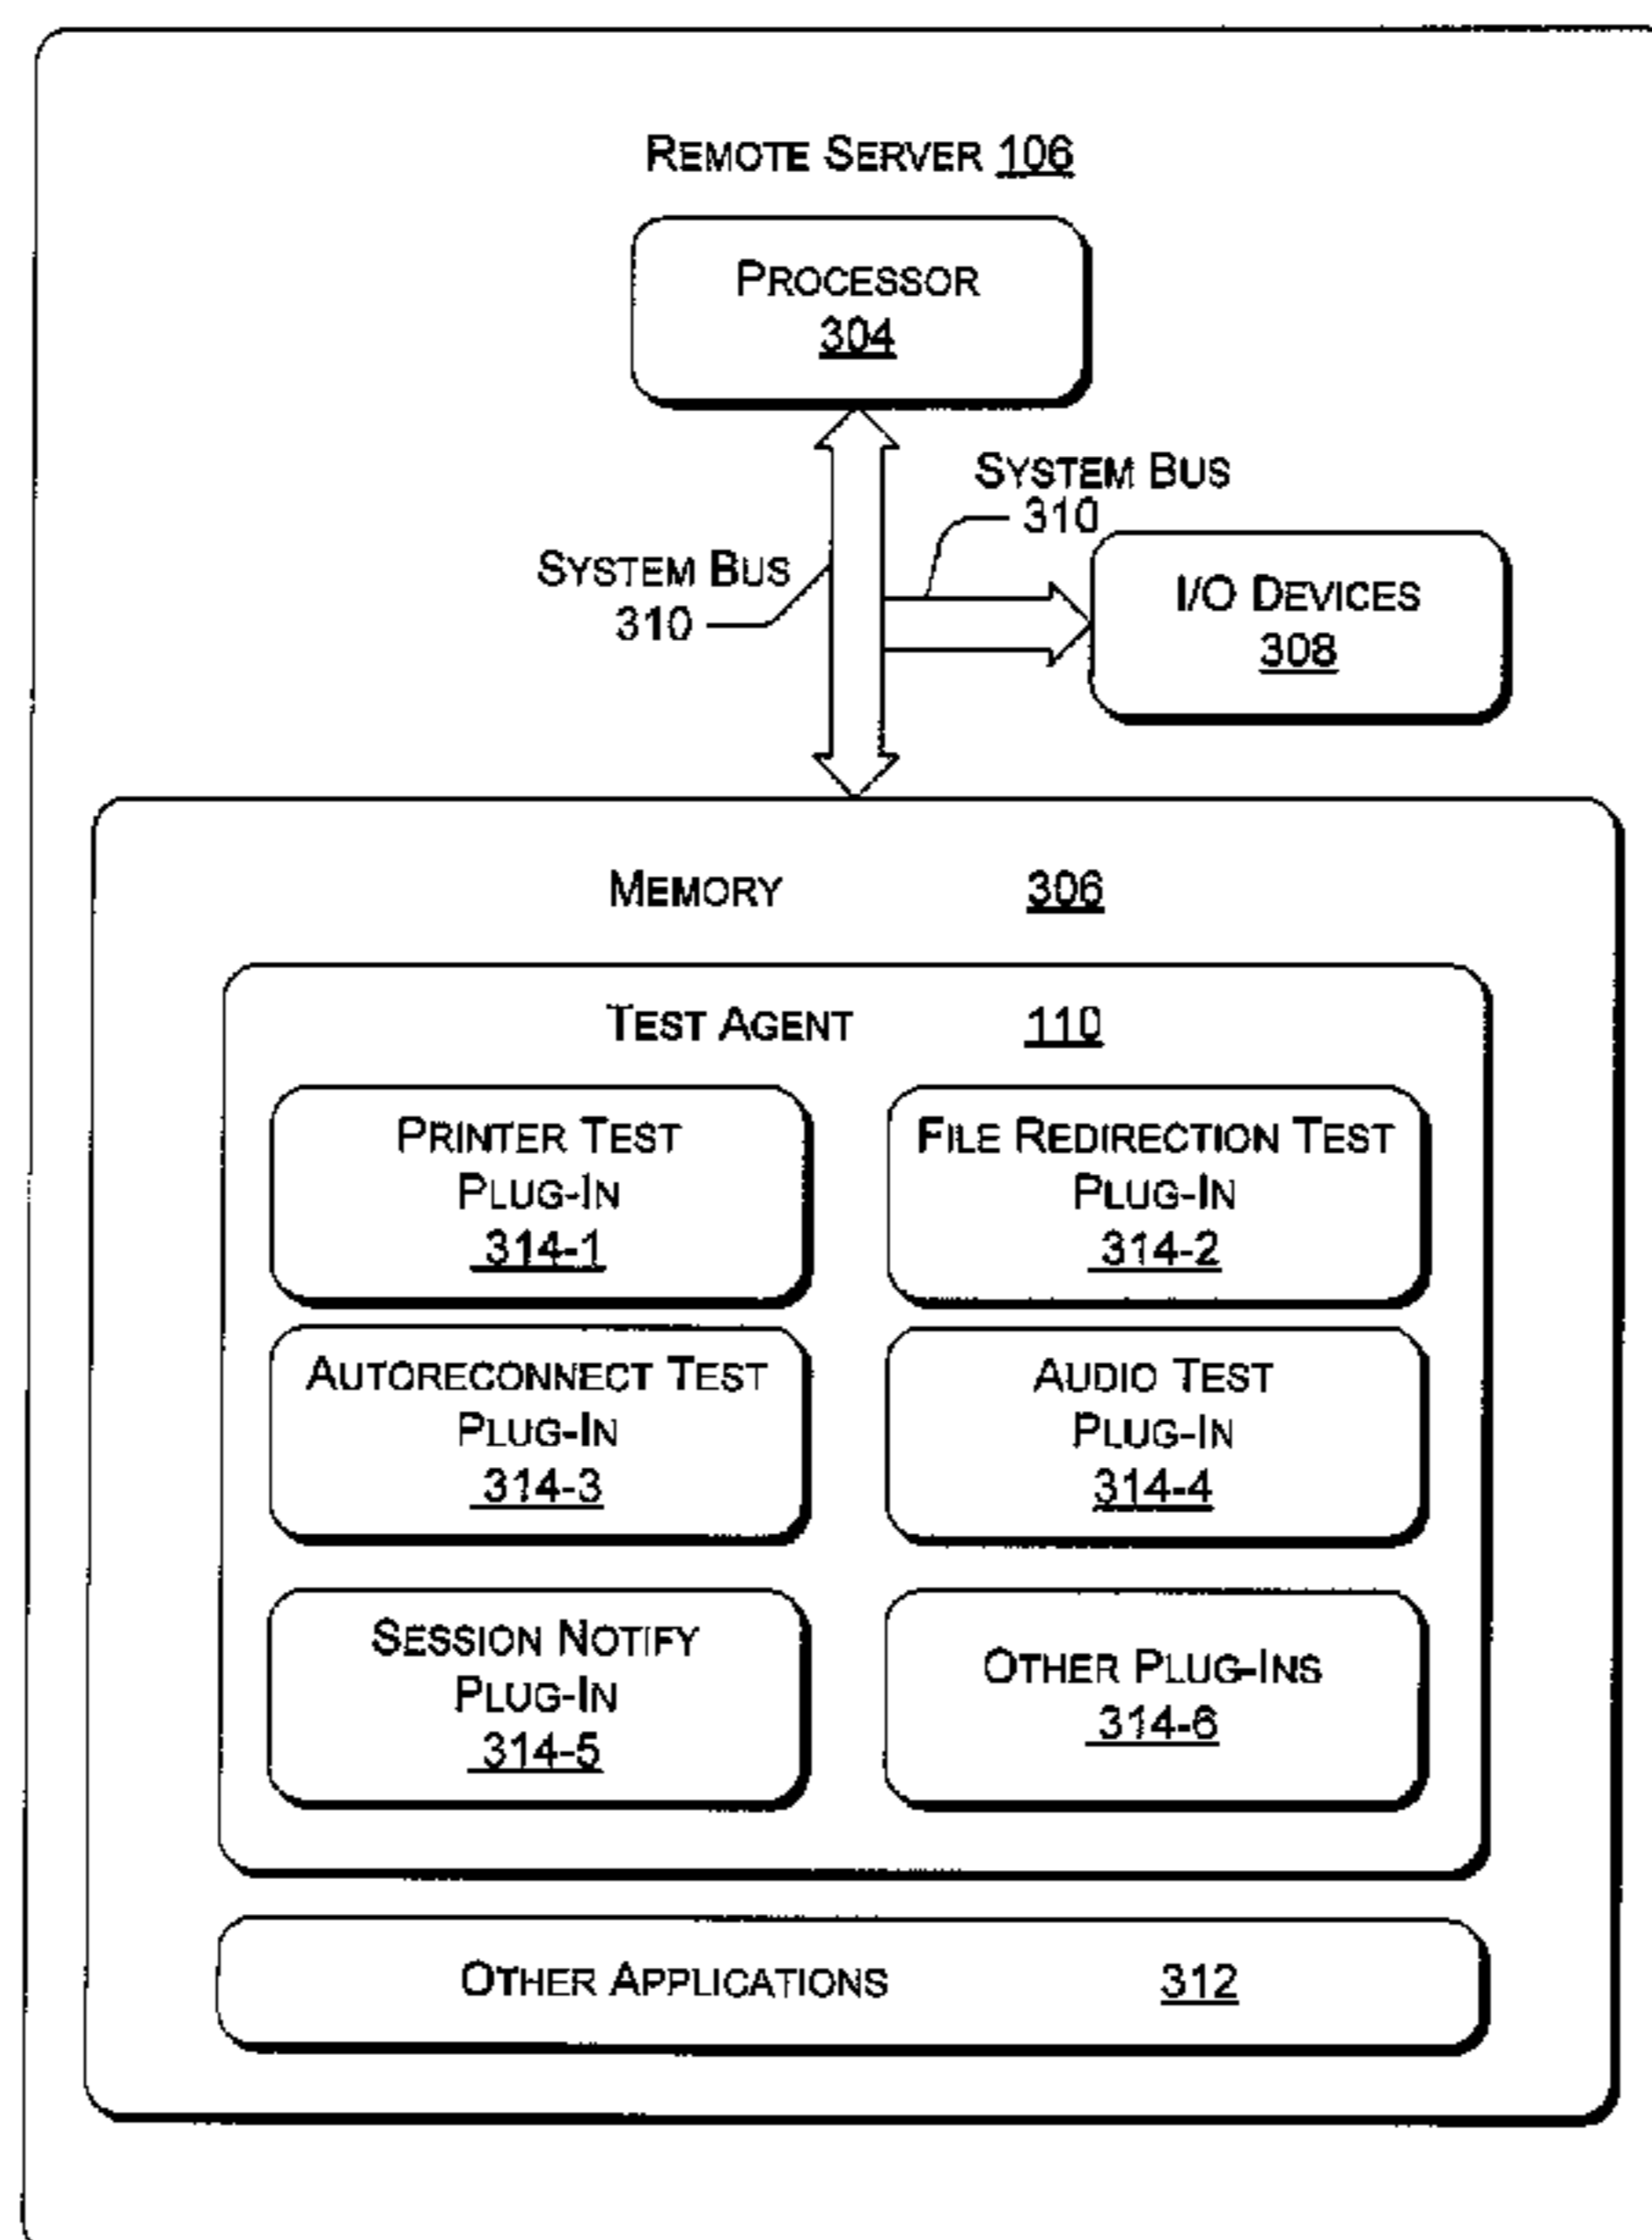 REMOTE SERVER 106
PROCESSOR
304
SYSTEM BUS
310
SYSTEM BUS
310
I/O DEVICES
308
MEMORY 306
TEST AGENT 110
PRINTER TEST
PLUG-IN
314-1
FILE REDIRECTION TEST
PLUG-IN
314-2
AUTORECONNECT TEST
PLUG-IN
314-3
AUDIO TEST
PLUG-IN
314-4
SESSION NOTIFY
PLUG-IN
314-5
OTHER PLUG-INS
314-6
OTHER APPLICATIONS 312